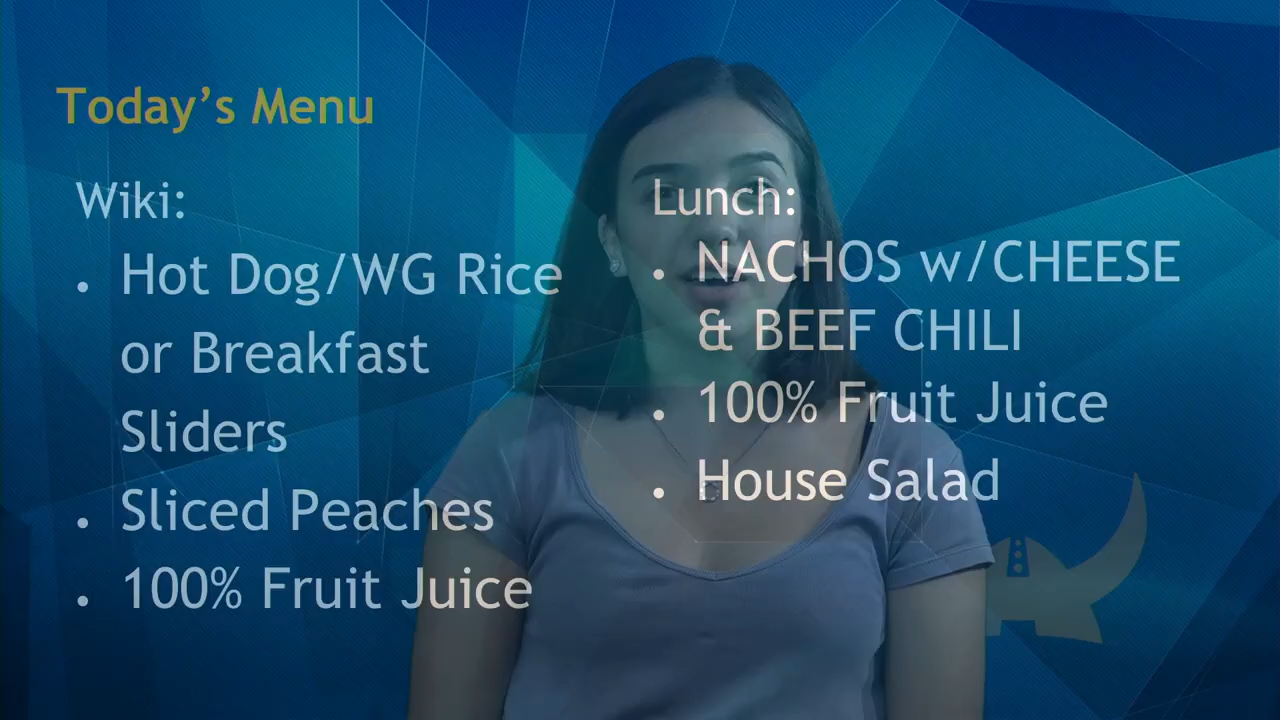 Today’s Menu
Wiki:
• Hot Dog/WG Rice
or Breakfast
Sliders
• Sliced Peaches
• 100% Fruit Juice
Lunch:
• NACHOS w/CHEESE
& BEEF CHILI
• 100% Fruit Juice
• House Salad